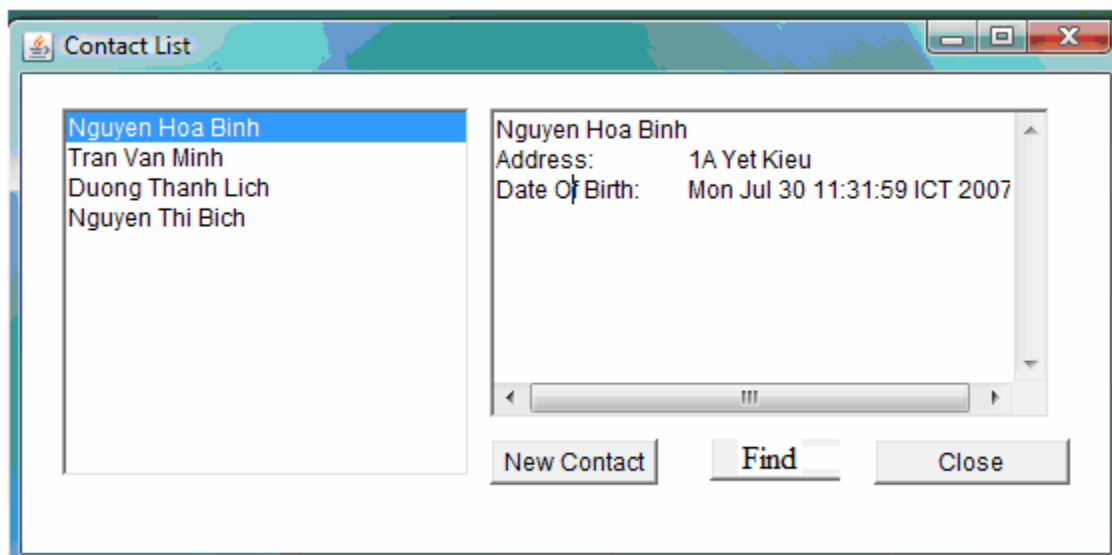 Contact List
Nguyen Hoa Binh
Tran Van Minh
Duong Thanh Lich
Nguyen Thi Bich
Nguyen Hoa Binh
Address: 1A Yet Kieu
Date Of Birth: Mon Jul 30 11:31:59 ICT 2007
New Contact
Find
Close